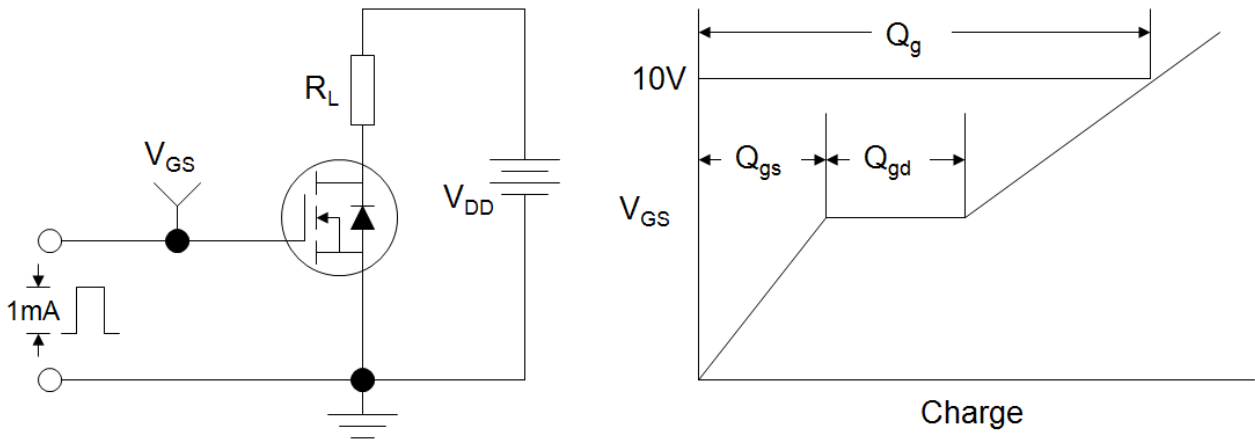 R_L
V_GS
V_DD
1mA
Q_g
10V
Q_gs
Q_gd
V_GS
Charge